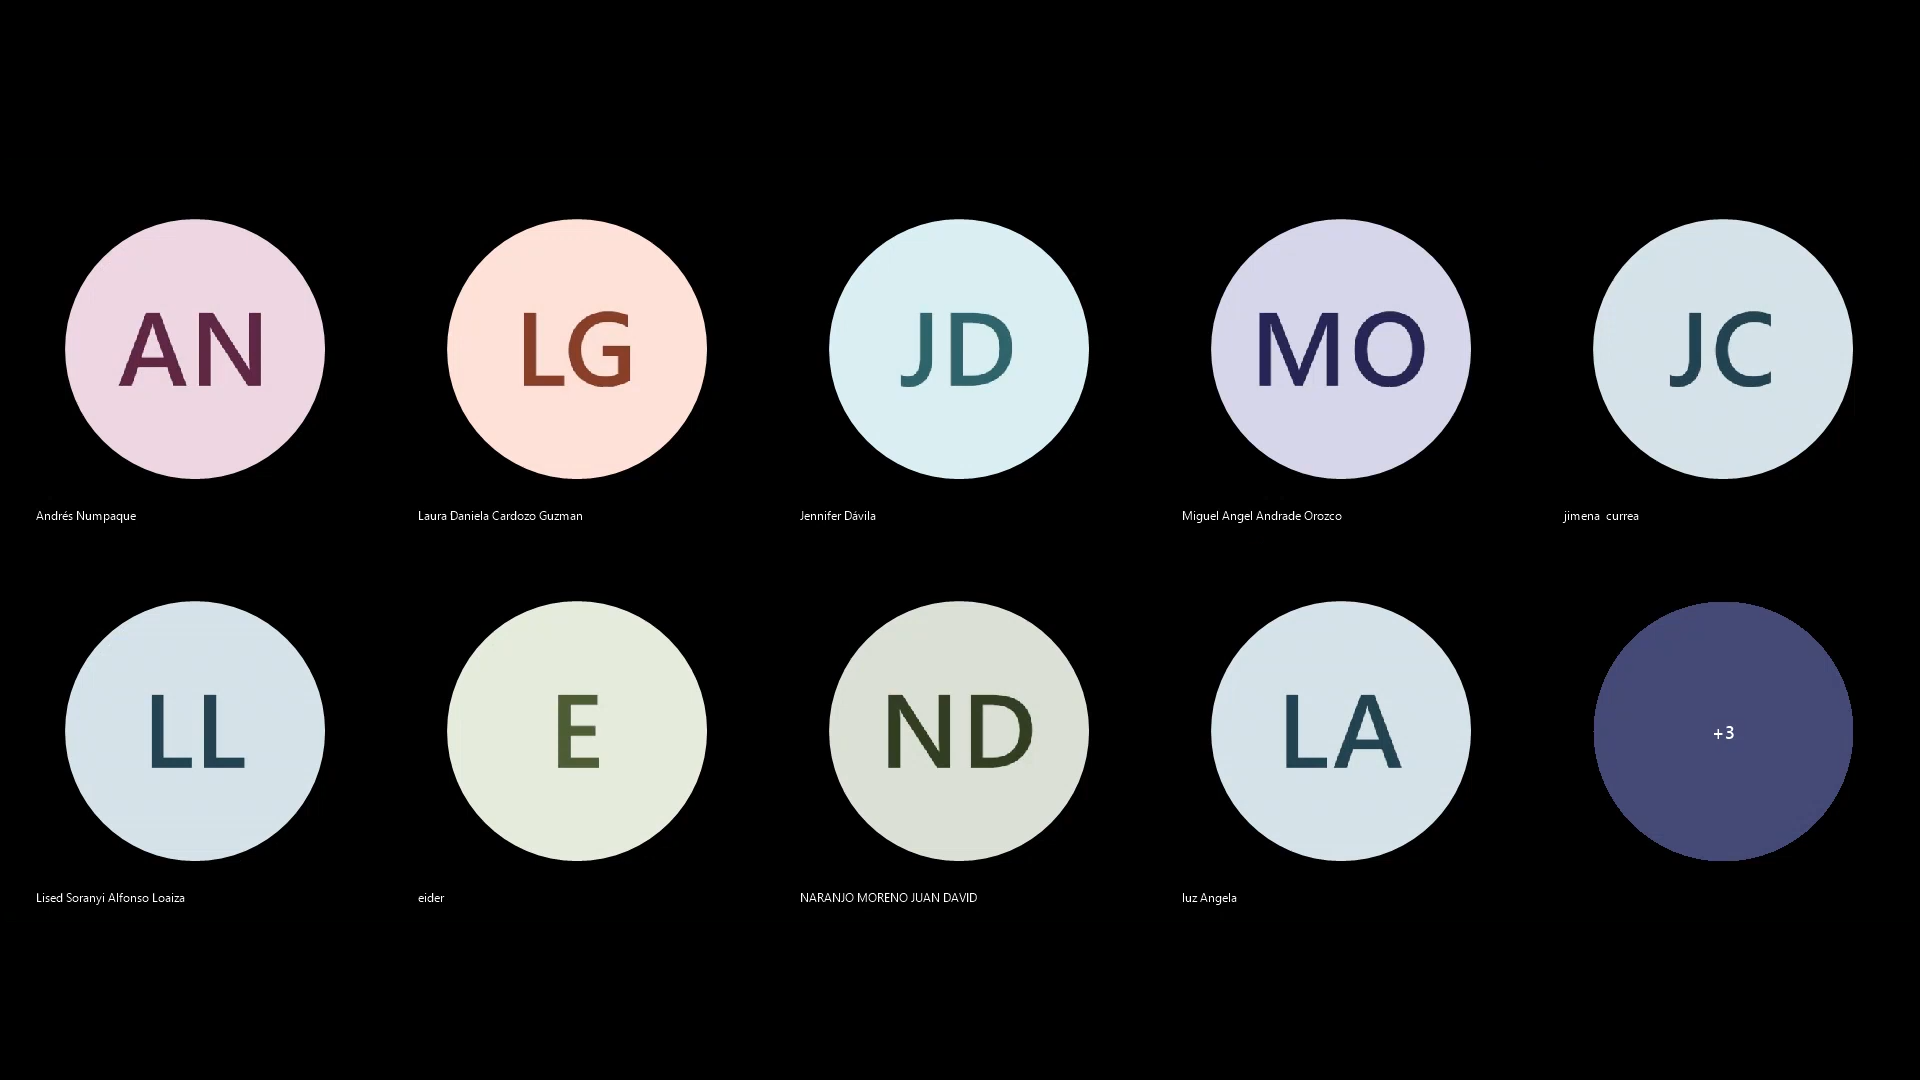 AN
LG
JD
MO
JC
Andrés Numpaque
Laura Daniela Cardozo Guzman
Jennifer Dávila
Miguel Angel Andrade Orozco
jimena  currea
LL
E
ND
LA
+3
Lised Soranyi Alfonso Loaiza
eider
NARANJO MORENO JUAN DAVID
luz Angela